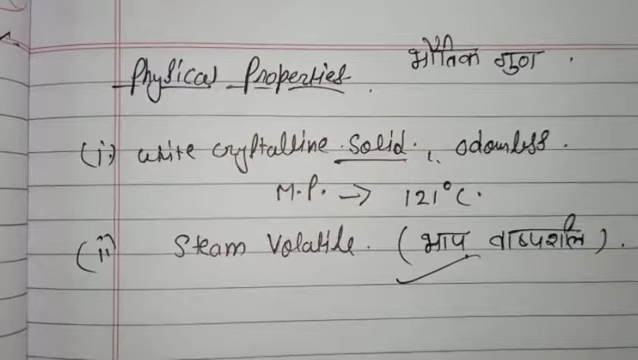 Physical Properties. भौतिक गुण.
(i) white crystalline solid, odourless.
M.P. → 121°C.
(ii) Steam Volatile. (भाप वाष्पशील).